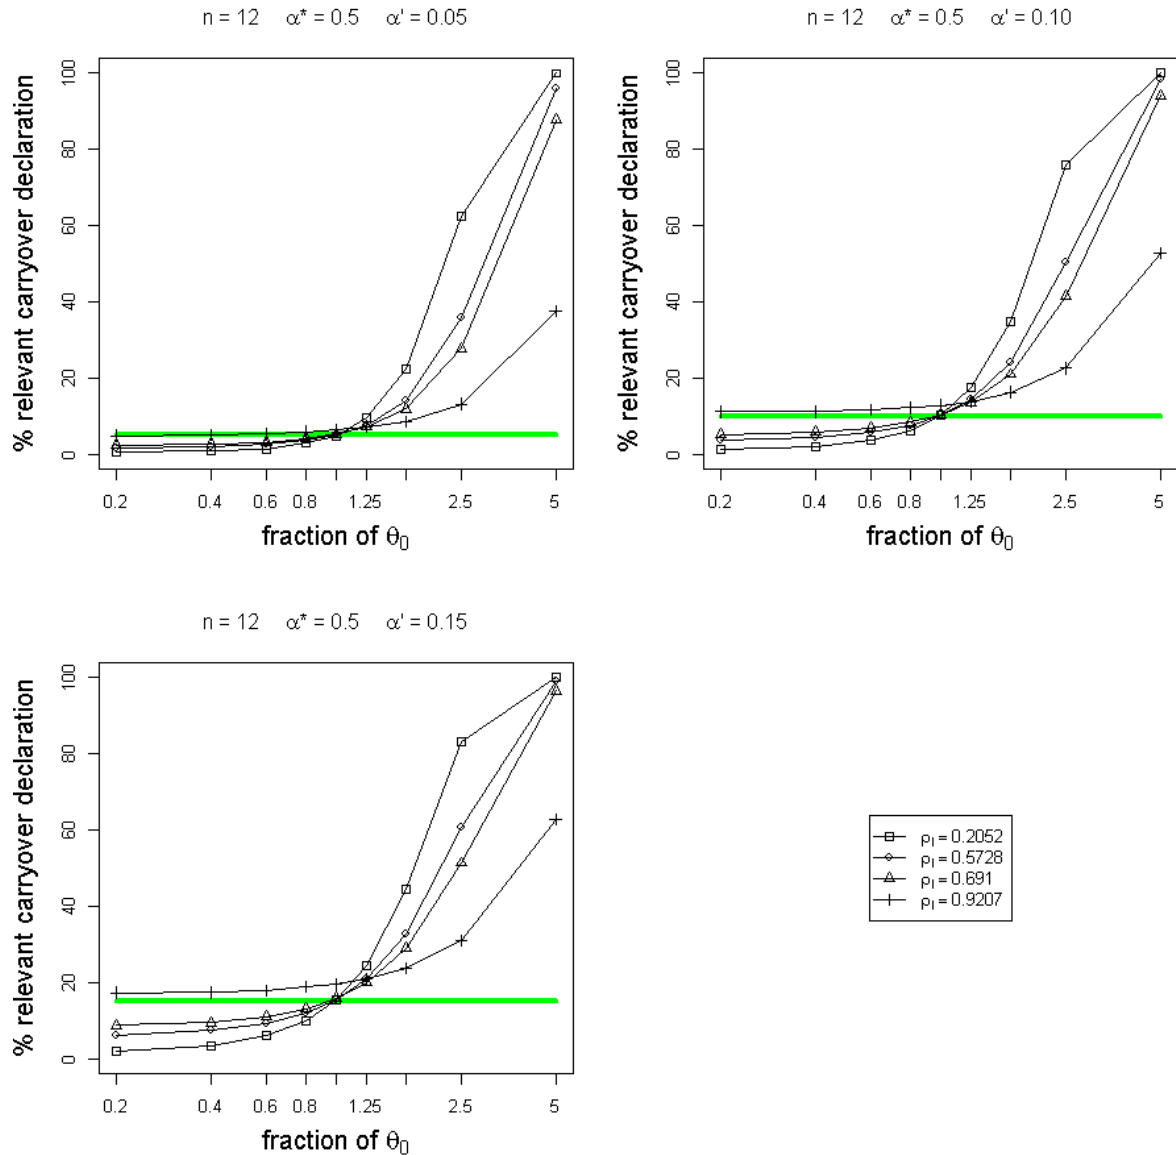 n = 12 α* = 0.5 α' = 0.05
% relevant carryover declaration
100
80
60
40
20
0
0.2 0.4 0.6 0.8 1.25 2.5 5
fraction of θ₀
n = 12 α* = 0.5 α' = 0.10
% relevant carryover declaration
100
80
60
40
20
0
0.2 0.4 0.6 0.8 1.25 2.5 5
fraction of θ₀
n = 12 α* = 0.5 α' = 0.15
% relevant carryover declaration
100
80
60
40
20
0
0.2 0.4 0.6 0.8 1.25 2.5 5
fraction of θ₀
ρI = 0.2052
ρI = 0.5728
ρI = 0.691
ρI = 0.9207